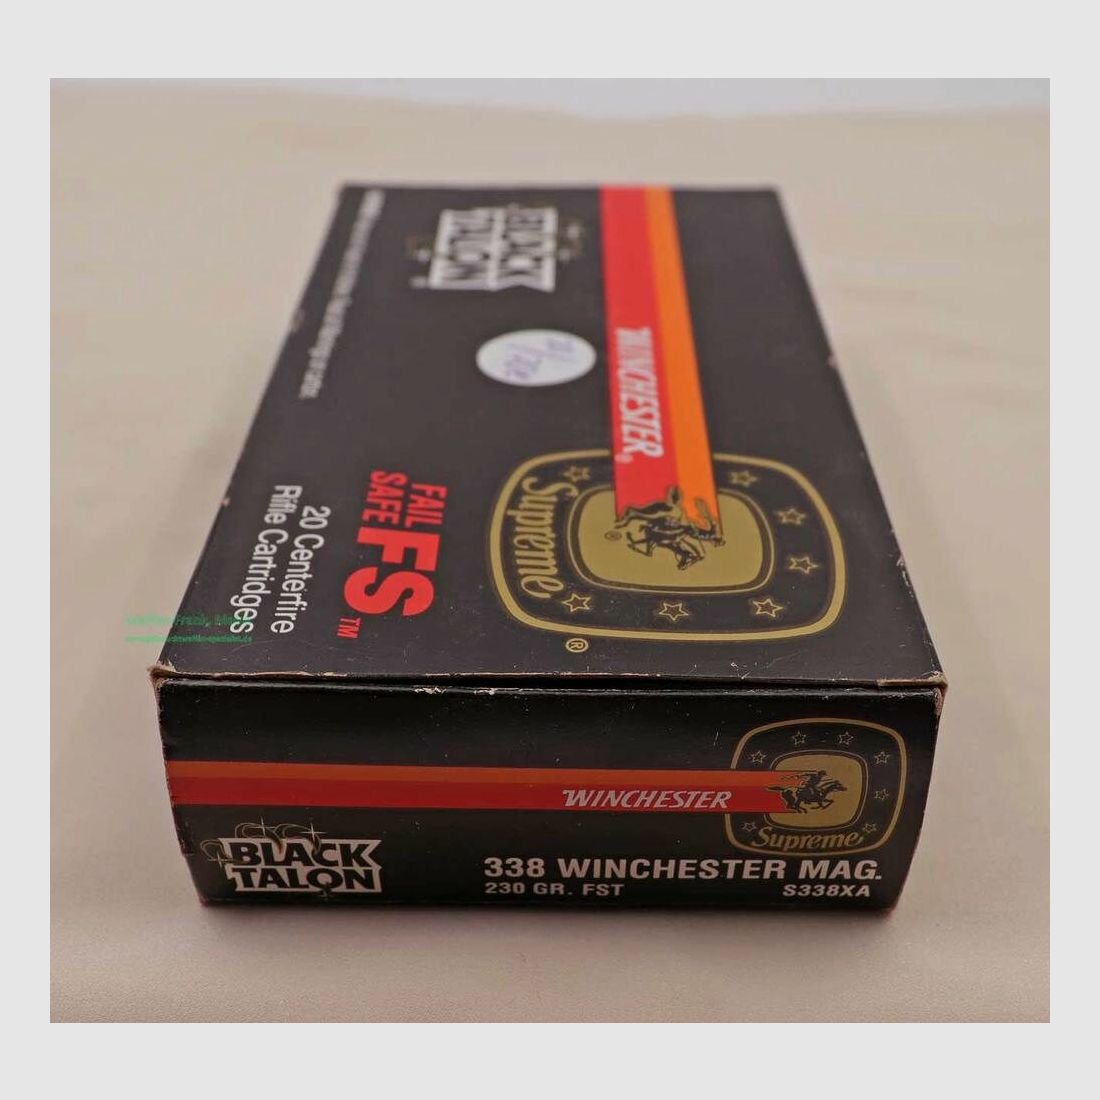 BLACK
TALON
WINCHESTER®
Supreme®
®
FAIL
SAFE FS™
20 Centerfire
Rifle Cartridges
WINCHESTER
Supreme
BLACK
TALON
338 WINCHESTER MAG.
230 GR. FST
S338XA